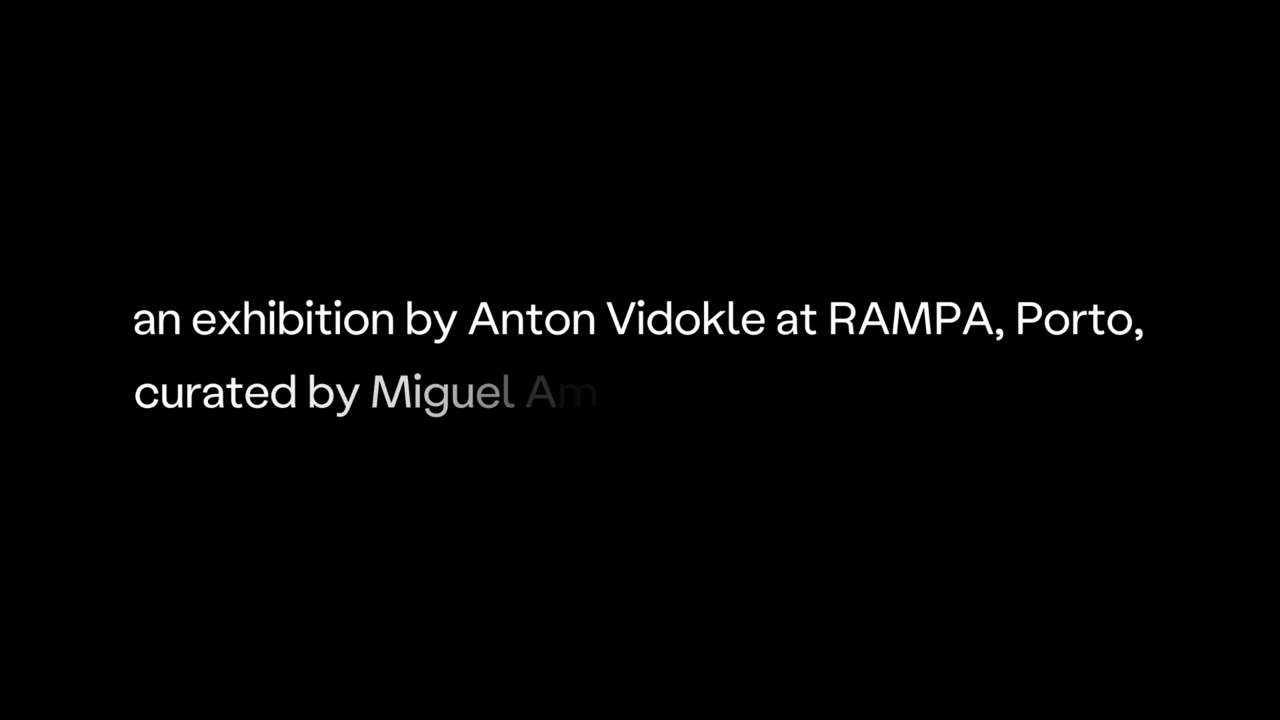 an exhibition by Anton Vidokle at RAMPA, Porto,
curated by Miguel